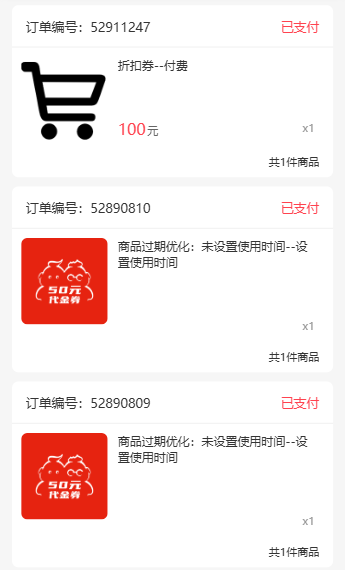 订单编号：52911247 已支付
折扣券--付费
100元 x1
共1件商品
订单编号：52890810 已支付
商品过期优化：未设置使用时间--设
置使用时间
50元
代金券
x1
共1件商品
订单编号：52890809 已支付
商品过期优化：未设置使用时间--设
置使用时间
50元
代金券
x1
共1件商品